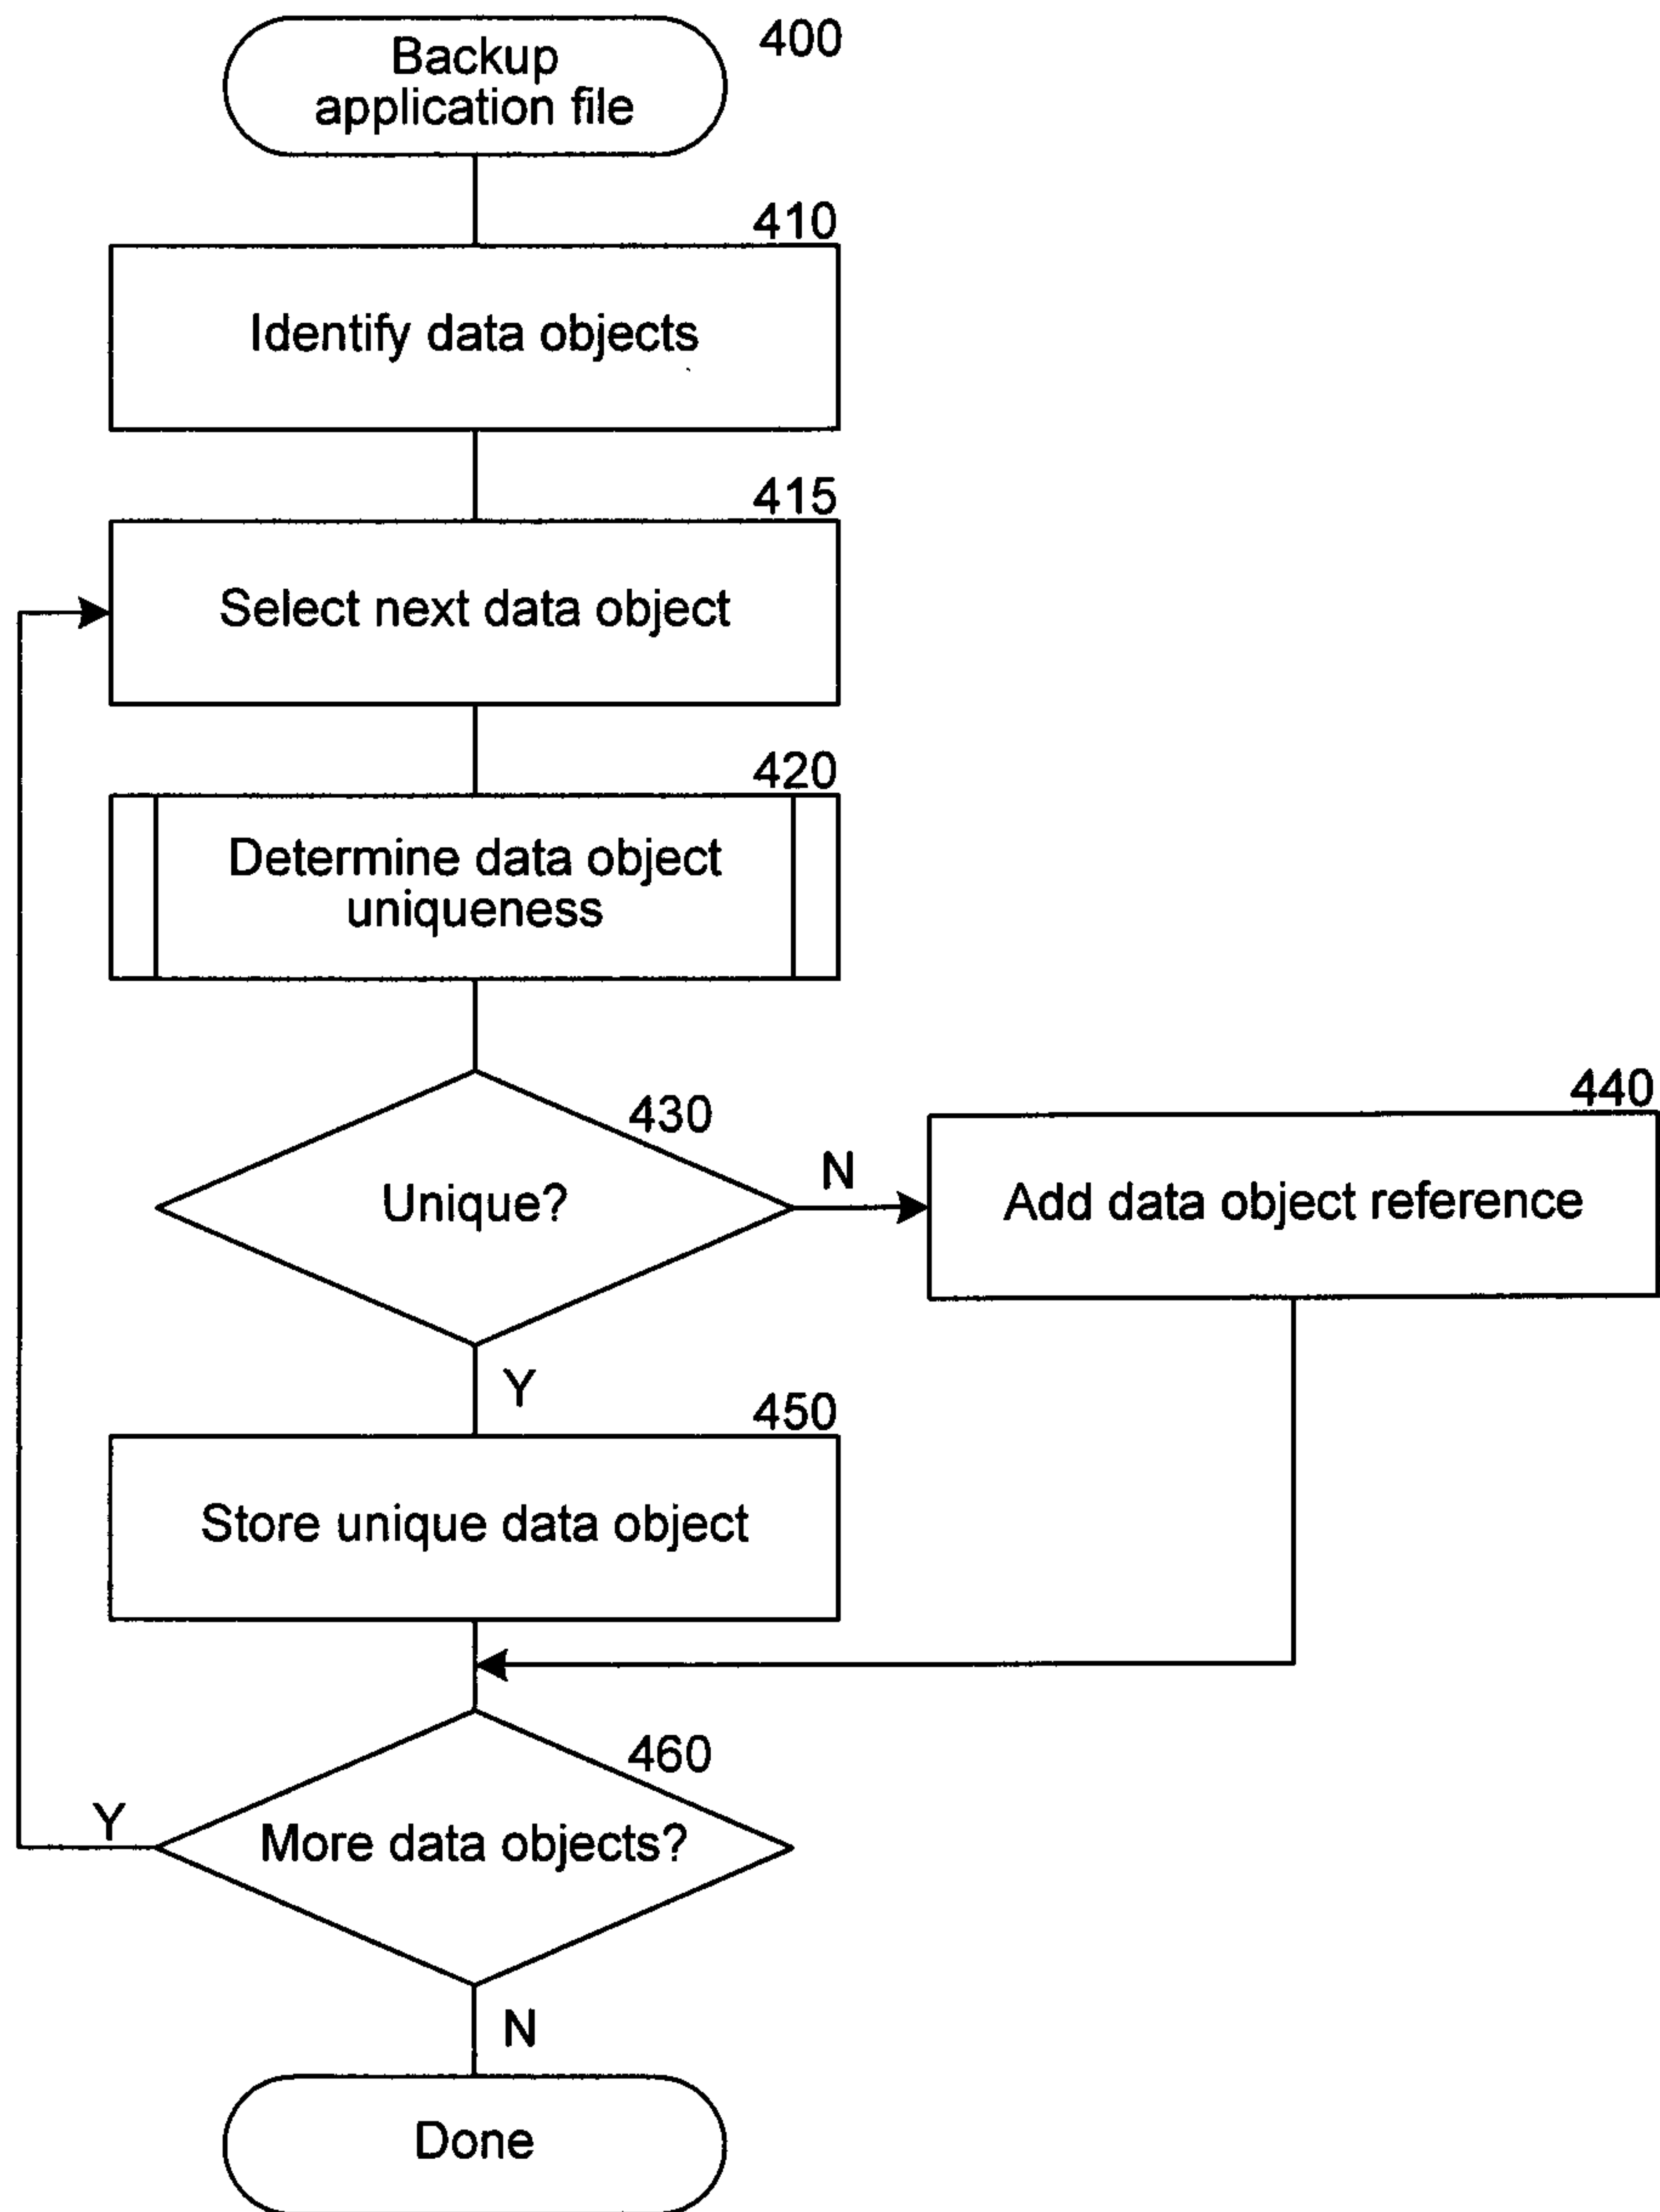 Backup
application file
400
410
Identify data objects
415
Select next data object
420
Determine data object
uniqueness
430
Unique?
N
440
Add data object reference
Y
450
Store unique data object
460
Y
More data objects?
N
Done